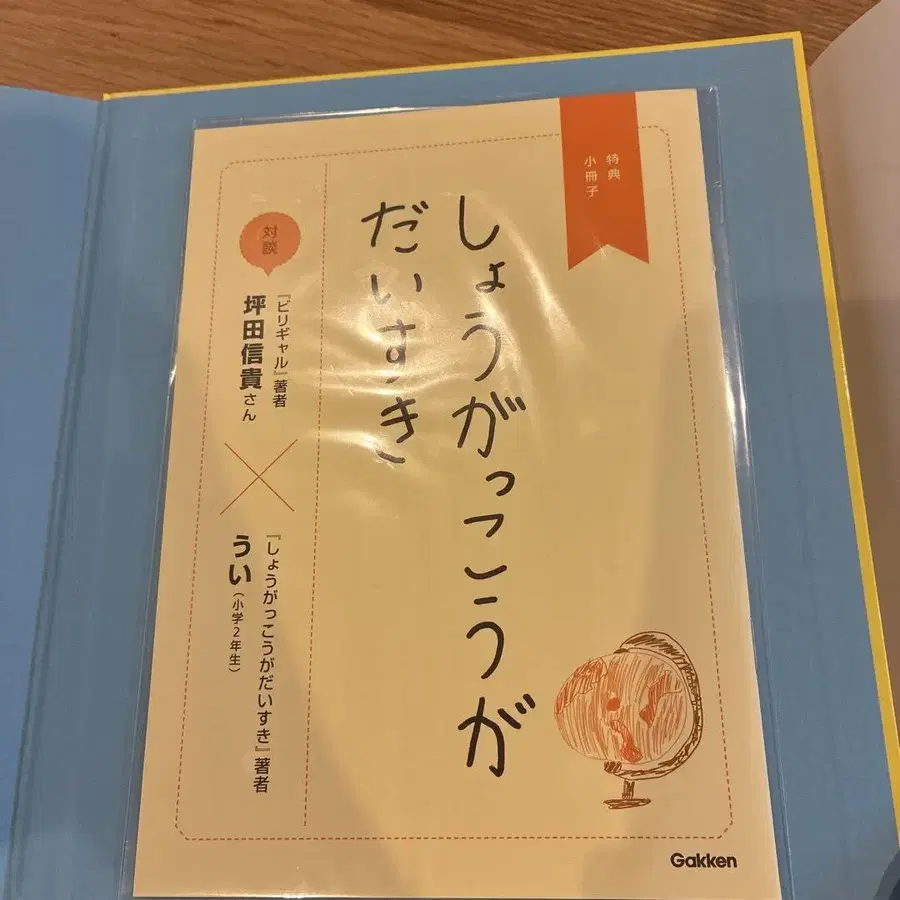 特典
小冊子
しょうがっこうが
だいすき
対談
『ビリギャル』著者
坪田信貴さん
×
『しょうがっこうがだいすき』著者
うい（小学2年生）
Gakken